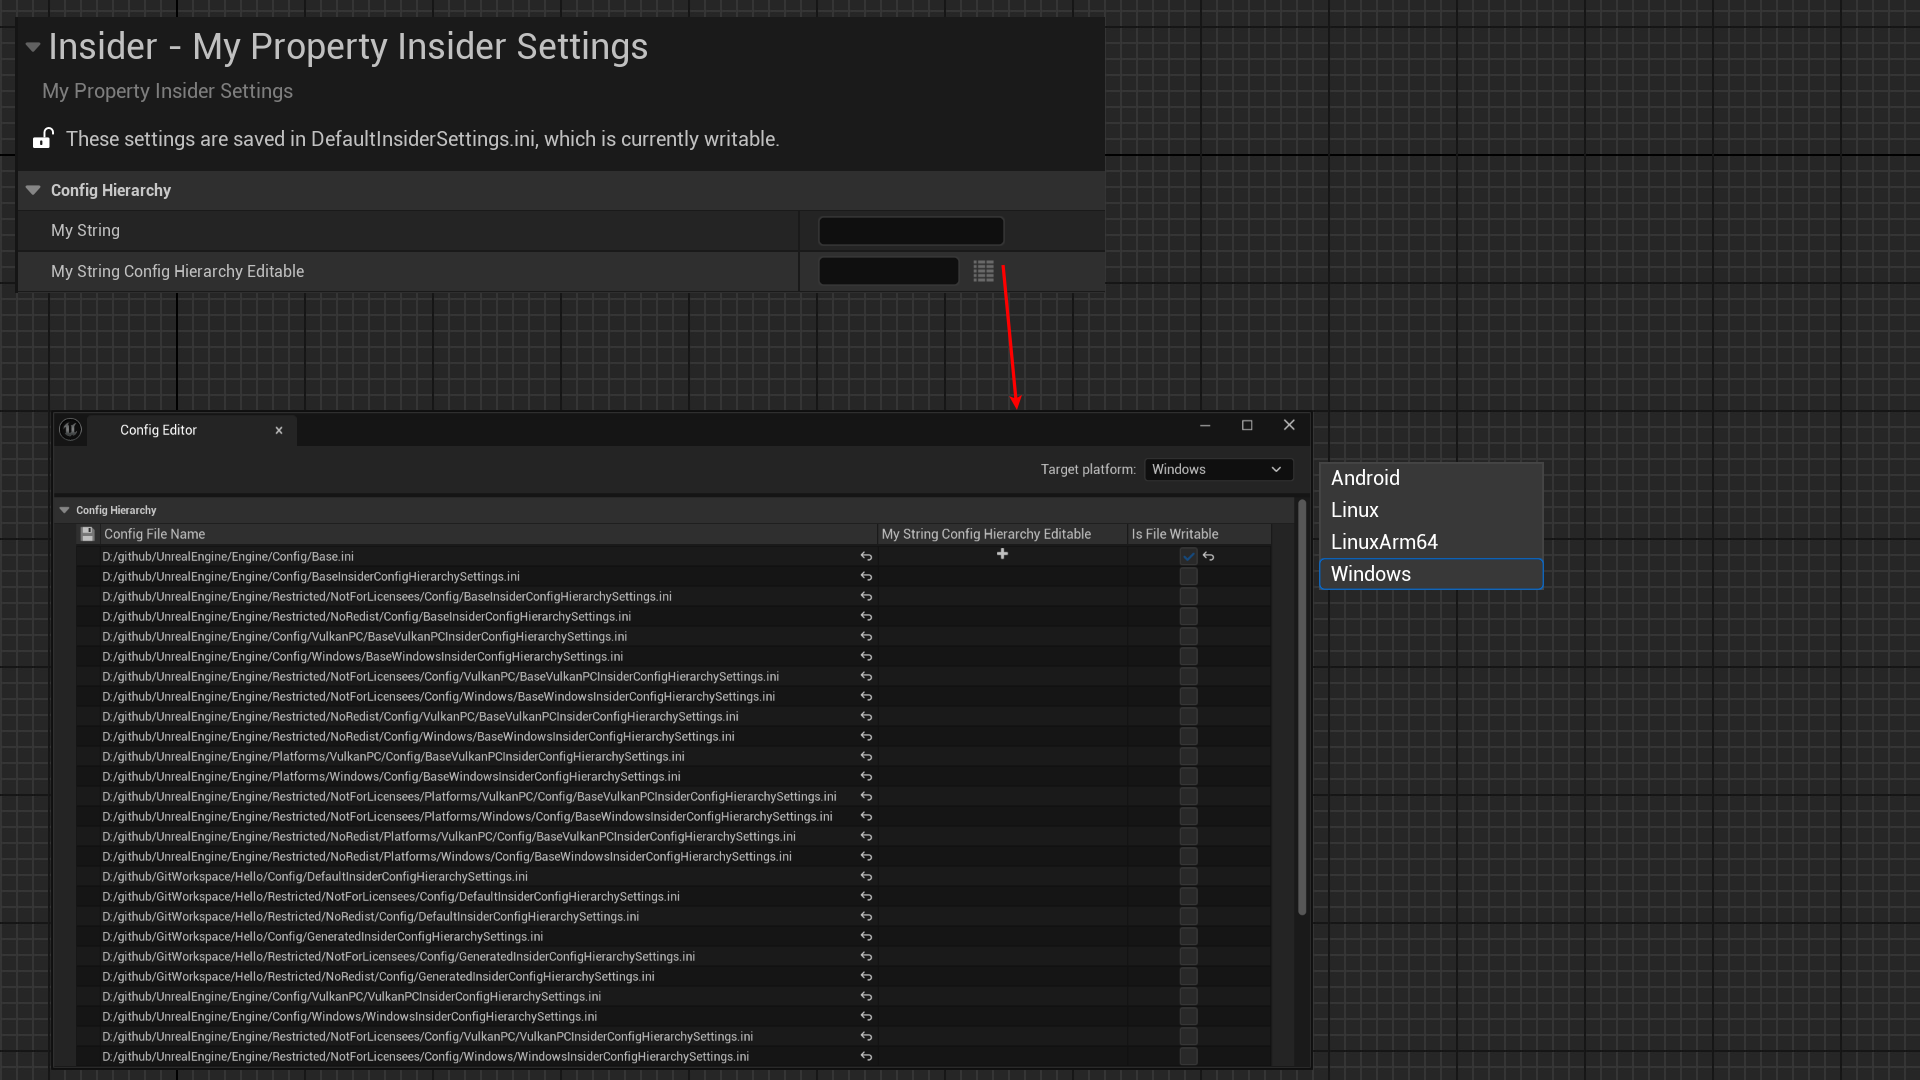 Insider - My Property Insider Settings
My Property Insider Settings
These settings are saved in DefaultInsiderSettings.ini, which is currently writable.
Config Hierarchy
My String
My String Config Hierarchy Editable
Config Editor
Target platform: Windows
Android
Linux
LinuxArm64
Windows
Config Hierarchy
Config File Name My String Config Hierarchy Editable Is File Writable
D:/github/UnrealEngine/Engine/Config/Base.ini
D:/github/UnrealEngine/Engine/Config/BaseInsiderConfigHierarchySettings.ini
D:/github/UnrealEngine/Engine/Restricted/NotForLicensees/Config/BaseInsiderConfigHierarchySettings.ini
D:/github/UnrealEngine/Engine/Restricted/NoRedist/Config/BaseInsiderConfigHierarchySettings.ini
D:/github/UnrealEngine/Engine/Config/VulkanPC/BaseVulkanPCInsiderConfigHierarchySettings.ini
D:/github/UnrealEngine/Engine/Config/Windows/BaseWindowsInsiderConfigHierarchySettings.ini
D:/github/UnrealEngine/Engine/Restricted/NotForLicensees/Config/VulkanPC/BaseVulkanPCInsiderConfigHierarchySettings.ini
D:/github/UnrealEngine/Engine/Restricted/NotForLicensees/Config/Windows/BaseWindowsInsiderConfigHierarchySettings.ini
D:/github/UnrealEngine/Engine/Restricted/NoRedist/Config/VulkanPC/BaseVulkanPCInsiderConfigHierarchySettings.ini
D:/github/UnrealEngine/Engine/Restricted/NoRedist/Config/Windows/BaseWindowsInsiderConfigHierarchySettings.ini
D:/github/UnrealEngine/Engine/Platforms/VulkanPC/Config/BaseVulkanPCInsiderConfigHierarchySettings.ini
D:/github/UnrealEngine/Engine/Platforms/Windows/Config/BaseWindowsInsiderConfigHierarchySettings.ini
D:/github/UnrealEngine/Engine/Restricted/NotForLicensees/Platforms/VulkanPC/Config/BaseVulkanPCInsiderConfigHierarchySettings.ini
D:/github/UnrealEngine/Engine/Restricted/NotForLicensees/Platforms/Windows/Config/BaseWindowsInsiderConfigHierarchySettings.ini
D:/github/UnrealEngine/Engine/Restricted/NoRedist/Platforms/VulkanPC/Config/BaseVulkanPCInsiderConfigHierarchySettings.ini
D:/github/UnrealEngine/Engine/Restricted/NoRedist/Platforms/Windows/Config/BaseWindowsInsiderConfigHierarchySettings.ini
D:/github/GitWorkspace/Hello/Config/DefaultInsiderConfigHierarchySettings.ini
D:/github/GitWorkspace/Hello/Restricted/NotForLicensees/Config/DefaultInsiderConfigHierarchySettings.ini
D:/github/GitWorkspace/Hello/Restricted/NoRedist/Config/DefaultInsiderConfigHierarchySettings.ini
D:/github/GitWorkspace/Hello/Config/GeneratedInsiderConfigHierarchySettings.ini
D:/github/GitWorkspace/Hello/Restricted/NotForLicensees/Config/GeneratedInsiderConfigHierarchySettings.ini
D:/github/GitWorkspace/Hello/Restricted/NoRedist/Config/GeneratedInsiderConfigHierarchySettings.ini
D:/github/UnrealEngine/Engine/Config/VulkanPC/VulkanPCInsiderConfigHierarchySettings.ini
D:/github/UnrealEngine/Engine/Config/Windows/WindowsInsiderConfigHierarchySettings.ini
D:/github/UnrealEngine/Engine/Restricted/NotForLicensees/Config/VulkanPC/VulkanPCInsiderConfigHierarchySettings.ini
D:/github/UnrealEngine/Engine/Restricted/NotForLicensees/Config/Windows/WindowsInsiderConfigHierarchySettings.ini